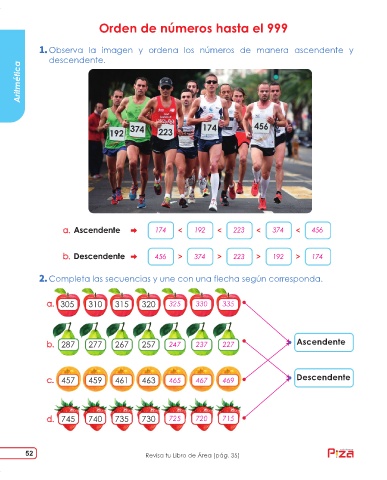 Orden de números hasta el 999
Aritmética
1. Observa la imagen y ordena los números de manera ascendente y
descendente.
192 374 223 174 456
a. Ascendente 174 < 192 < 223 < 374 < 456
b. Descendente 456 > 374 > 223 > 192 > 174
2. Completa las secuencias y une con una flecha según corresponda.
a. 305 310 315 320 325 330 335
b. 287 277 267 257 247 237 227 Ascendente
c. 457 459 461 463 465 467 469 Descendente
d. 745 740 735 730 725 720 715
52
Revisa tu Libro de Área (pág. 35)